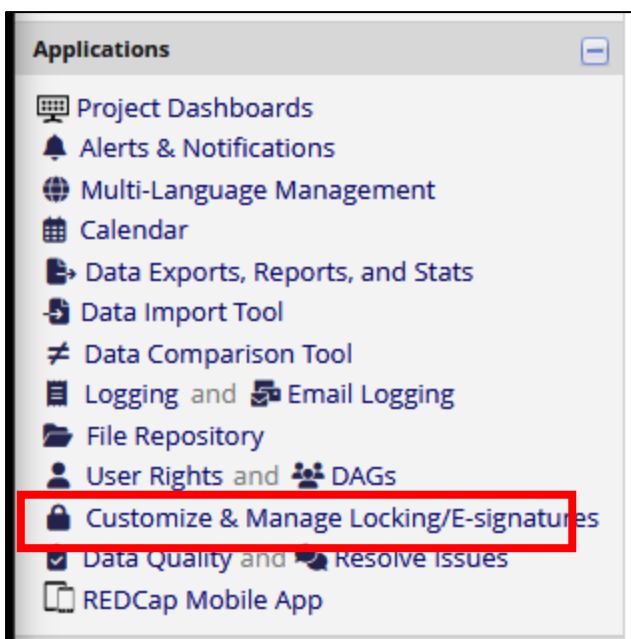 Applications
Project Dashboards
Alerts & Notifications
Multi-Language Management
Calendar
Data Exports, Reports, and Stats
Data Import Tool
Data Comparison Tool
Logging and Email Logging
File Repository
User Rights and DAGs
Customize & Manage Locking/E-signatures
Data Quality and Resolve Issues
REDCap Mobile App